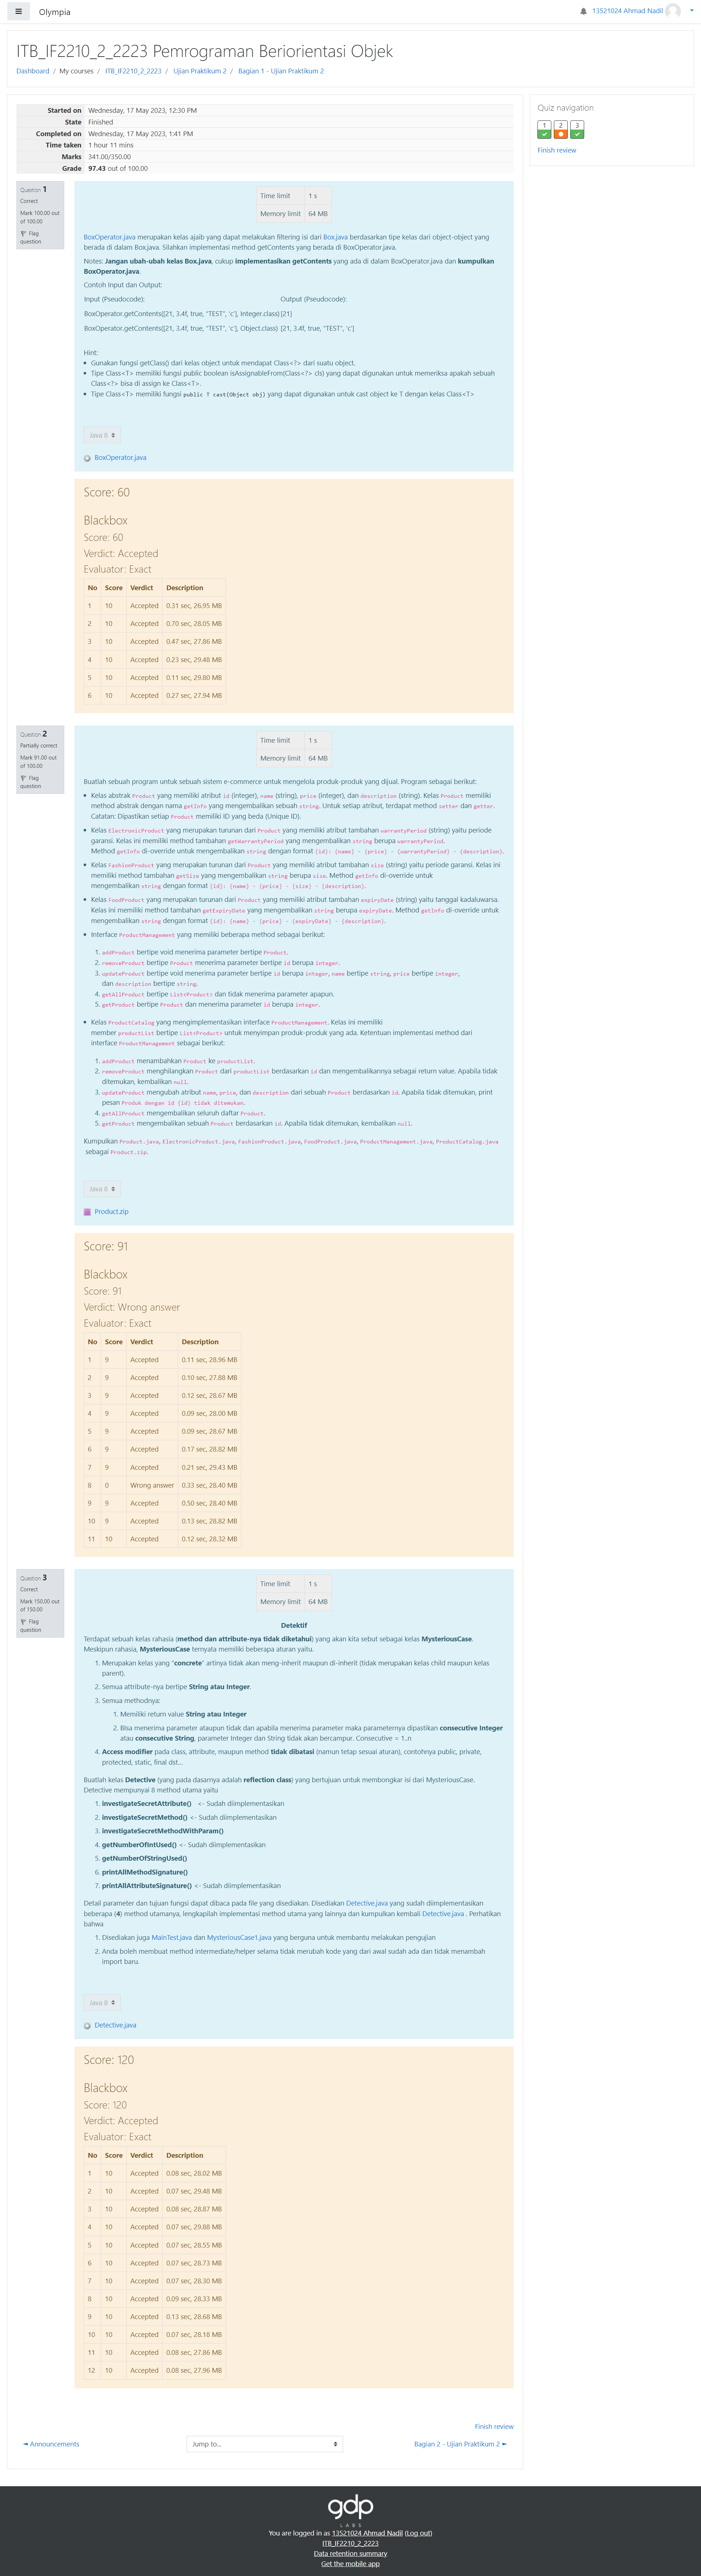 Olympia
13521024 Ahmad Nadil
ITB_IF2210_2_2223 Pemrograman Beriorientasi Objek
Dashboard / My courses / ITB_IF2210_2_2223 / Ujian Praktikum 2 / Bagian 1 - Ujian Praktikum 2
Started on Wednesday, 17 May 2023, 12:30 PM
State Finished
Completed on Wednesday, 17 May 2023, 1:41 PM
Time taken 1 hour 11 mins
Marks 341.00/350.00
Grade 97.43 out of 100.00
Quiz navigation
1 2 3
Finish review
Question 1
Correct
Mark 100.00 out
of 100.00
Flag
question
Time limit 1 s
Memory limit 64 MB
BoxOperator.java merupakan kelas ajaib yang dapat melakukan filtering isi dari Box.java berdasarkan tipe kelas dari object-object yang
berada di dalam Box.java. Silahkan implementasi method getContents yang berada di BoxOperator.java.
Notes: Jangan ubah-ubah kelas Box.java, cukup implementasikan getContents yang ada di dalam BoxOperator.java dan kumpulkan
BoxOperator.java.
Contoh Input dan Output:
Input (Pseudocode): Output (Pseudocode):
BoxOperator.getContents([21, 3.4f, true, "TEST", 'c'], Integer.class) [21]
BoxOperator.getContents([21, 3.4f, true, "TEST", 'c'], Object.class) [21, 3.4f, true, "TEST", 'c']
Hint:
• Gunakan fungsi getClass() dari kelas object untuk mendapat Class<?> dari suatu object.
• Tipe Class<T> memiliki fungsi public boolean isAssignableFrom(Class<?> cls) yang dapat digunakan untuk memeriksa apakah sebuah
Class<?> bisa di assign ke Class<T>.
• Tipe Class<T> memiliki fungsi public T cast(Object obj) yang dapat digunakan untuk cast object ke T dengan kelas Class<T>
Java 8
BoxOperator.java
Score: 60
Blackbox
Score: 60
Verdict: Accepted
Evaluator: Exact
No Score Verdict Description
1 10 Accepted 0.31 sec, 26.95 MB
2 10 Accepted 0.70 sec, 28.05 MB
3 10 Accepted 0.47 sec, 27.86 MB
4 10 Accepted 0.23 sec, 29.48 MB
5 10 Accepted 0.11 sec, 29.80 MB
6 10 Accepted 0.27 sec, 27.94 MB
Question 2
Partially correct
Mark 91.00 out
of 100.00
Flag
question
Time limit 1 s
Memory limit 64 MB
Buatlah sebuah program untuk sebuah sistem e-commerce untuk mengelola produk-produk yang dijual. Program sebagai berikut:
• Kelas abstrak Product yang memiliki atribut id (integer), name (string), price (integer), dan description (string). Kelas Product memiliki
method abstrak dengan nama getInfo yang mengembalikan sebuah string. Untuk setiap atribut, terdapat method setter dan getter.
Catatan: Dipastikan setiap Product memiliki ID yang beda (Unique ID).
• Kelas ElectronicProduct yang merupakan turunan dari Product yang memiliki atribut tambahan warrantyPeriod (string) yaitu periode
garansi. Kelas ini memiliki method tambahan getWarrantyPeriod yang mengembalikan string berupa warrantyPeriod.
Method getInfo di-override untuk mengembalikan string dengan format {id}: {name} - {price} - {warrantyPeriod} - {description}.
• Kelas FashionProduct yang merupakan turunan dari Product yang memiliki atribut tambahan size (string) yaitu periode garansi. Kelas ini
memiliki method tambahan getSize yang mengembalikan string berupa size. Method getInfo di-override untuk
mengembalikan string dengan format {id}: {name} - {price} - {size} - {description}.
• Kelas FoodProduct yang merupakan turunan dari Product yang memiliki atribut tambahan expiryDate (string) yaitu tanggal kadaluwarsa.
Kelas ini memiliki method tambahan getExpiryDate yang mengembalikan string berupa expiryDate. Method getInfo di-override untuk
mengembalikan string dengan format {id}: {name} - {price} - {expiryDate} - {description}.
• Interface ProductManagement yang memiliki beberapa method sebagai berikut:
1. addProduct bertipe void menerima parameter bertipe Product.
2. removeProduct bertipe Product menerima parameter bertipe id berupa integer.
3. updateProduct bertipe void menerima parameter bertipe id berupa integer, name bertipe string, price bertipe integer,
dan description bertipe string.
4. getAllProduct bertipe List<Product> dan tidak menerima parameter apapun.
5. getProduct bertipe Product dan menerima parameter id berupa integer.
• Kelas ProductCatalog yang mengimplementasikan interface ProductManagement. Kelas ini memiliki
member productList bertipe List<Product> untuk menyimpan produk-produk yang ada. Ketentuan implementasi method dari
interface ProductManagement sebagai berikut:
1. addProduct menambahkan Product ke productList.
2. removeProduct menghilangkan Product dari productList berdasarkan id dan mengembalikannya sebagai return value. Apabila tidak
ditemukan, kembalikan null.
3. updateProduct mengubah atribut name, price, dan description dari sebuah Product berdasarkan id. Apabila tidak ditemukan, print
pesan Produk dengan id {id} tidak ditemukan.
4. getAllProduct mengembalikan seluruh daftar Product.
5. getProduct mengembalikan sebuah Product berdasarkan id. Apabila tidak ditemukan, kembalikan null.
Kumpulkan Product.java, ElectronicProduct.java, FashionProduct.java, FoodProduct.java, ProductManagement.java, ProductCatalog.java
sebagai Product.zip.
Java 8
Product.zip
Score: 91
Blackbox
Score: 91
Verdict: Wrong answer
Evaluator: Exact
No Score Verdict Description
1 9 Accepted 0.11 sec, 28.96 MB
2 9 Accepted 0.10 sec, 27.88 MB
3 9 Accepted 0.12 sec, 28.67 MB
4 9 Accepted 0.09 sec, 28.00 MB
5 9 Accepted 0.09 sec, 28.67 MB
6 9 Accepted 0.17 sec, 28.82 MB
7 9 Accepted 0.21 sec, 29.43 MB
8 0 Wrong answer 0.33 sec, 28.40 MB
9 9 Accepted 0.50 sec, 28.40 MB
10 9 Accepted 0.13 sec, 28.82 MB
11 10 Accepted 0.12 sec, 28.32 MB
Question 3
Correct
Mark 150.00 out
of 150.00
Flag
question
Time limit 1 s
Memory limit 64 MB
Detektif
Terdapat sebuah kelas rahasia (method dan attribute-nya tidak diketahui) yang akan kita sebut sebagai kelas MysteriousCase.
Meskipun rahasia, MysteriousCase ternyata memiliki beberapa aturan yaitu.
1. Merupakan kelas yang "concrete" artinya tidak akan meng-inherit maupun di-inherit (tidak merupakan kelas child maupun kelas
parent).
2. Semua attribute-nya bertipe String atau Integer.
3. Semua methodnya:
1. Memiliki return value String atau Integer
2. Bisa menerima parameter ataupun tidak dan apabila menerima parameter maka parameternya dipastikan consecutive Integer
atau consecutive String, parameter Integer dan String tidak akan bercampur. Consecutive = 1..n
4. Access modifier pada class, attribute, maupun method tidak dibatasi (namun tetap sesuai aturan), contohnya public, private,
protected, static, final dst...
Buatlah kelas Detective (yang pada dasarnya adalah reflection class) yang bertujuan untuk membongkar isi dari MysteriousCase.
Detective mempunyai 8 method utama yaitu
1. investigateSecretAttribute() <- Sudah diimplementasikan
2. investigateSecretMethod() <- Sudah diimplementasikan
3. investigateSecretMethodWithParam()
4. getNumberOfIntUsed() <- Sudah diimplementasikan
5. getNumberOfStringUsed()
6. printAllMethodSignature()
7. printAllAttributeSignature() <- Sudah diimplementasikan
Detail parameter dan tujuan fungsi dapat dibaca pada file yang disediakan. Disediakan Detective.java yang sudah diimplementasikan
beberapa (4) method utamanya, lengkapilah implementasi method utama yang lainnya dan kumpulkan kembali Detective.java . Perhatikan
bahwa
1. Disediakan juga MainTest.java dan MysteriousCase1.java yang berguna untuk membantu melakukan pengujian
2. Anda boleh membuat method intermediate/helper selama tidak merubah kode yang dari awal sudah ada dan tidak menambah
import baru.
Java 8
Detective.java
Score: 120
Blackbox
Score: 120
Verdict: Accepted
Evaluator: Exact
No Score Verdict Description
1 10 Accepted 0.08 sec, 28.02 MB
2 10 Accepted 0.07 sec, 29.48 MB
3 10 Accepted 0.08 sec, 28.87 MB
4 10 Accepted 0.07 sec, 29.88 MB
5 10 Accepted 0.07 sec, 28.55 MB
6 10 Accepted 0.07 sec, 28.73 MB
7 10 Accepted 0.07 sec, 28.30 MB
8 10 Accepted 0.09 sec, 28.33 MB
9 10 Accepted 0.13 sec, 28.68 MB
10 10 Accepted 0.07 sec, 28.18 MB
11 10 Accepted 0.08 sec, 27.86 MB
12 10 Accepted 0.08 sec, 27.96 MB
Finish review
◄ Announcements
Jump to...
Bagian 2 - Ujian Praktikum 2 ►
gdp
LABS
You are logged in as 13521024 Ahmad Nadil (Log out)
ITB_IF2210_2_2223
Data retention summary
Get the mobile app